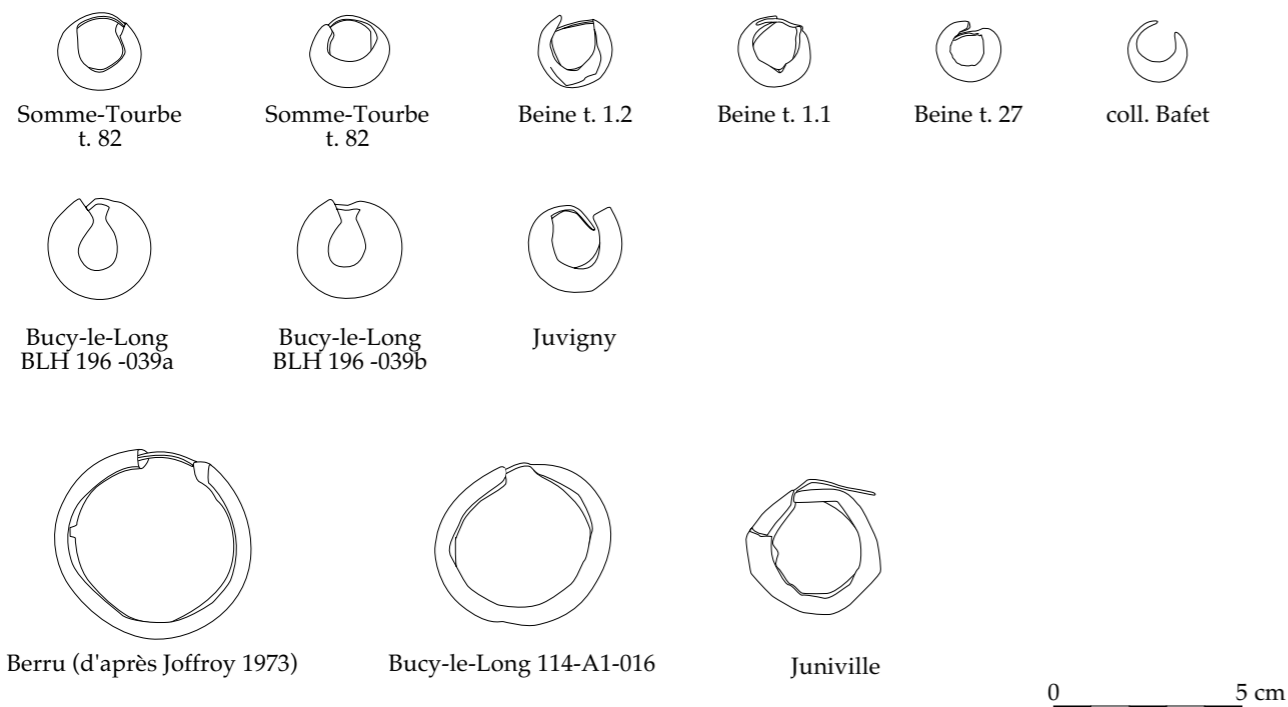 Somme-Tourbe
t. 82
Somme-Tourbe
t. 82
Beine t. 1.2
Beine t. 1.1
Beine t. 27
coll. Bafet
Bucy-le-Long
BLH 196 -039a
Bucy-le-Long
BLH 196 -039b
Juvigny
Berru (d'après Joffroy 1973)
Bucy-le-Long 114-A1-016
Juniville
0 5 cm